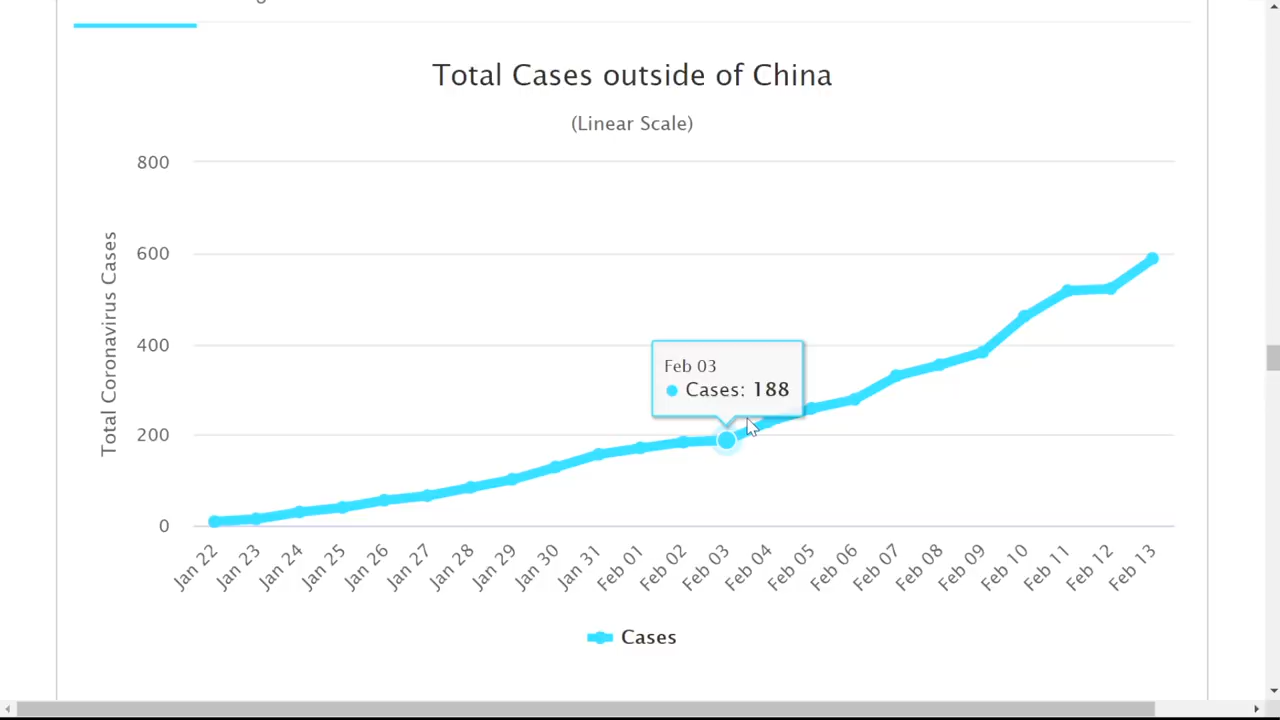 Total Cases outside of China
(Linear Scale)
800
600
400
200
0
Total Coronavirus Cases
Feb 03
Cases: 188
Jan 22
Jan 23
Jan 24
Jan 25
Jan 26
Jan 27
Jan 28
Jan 29
Jan 30
Jan 31
Feb 01
Feb 02
Feb 03
Feb 04
Feb 05
Feb 06
Feb 07
Feb 08
Feb 09
Feb 10
Feb 11
Feb 12
Feb 13
Cases